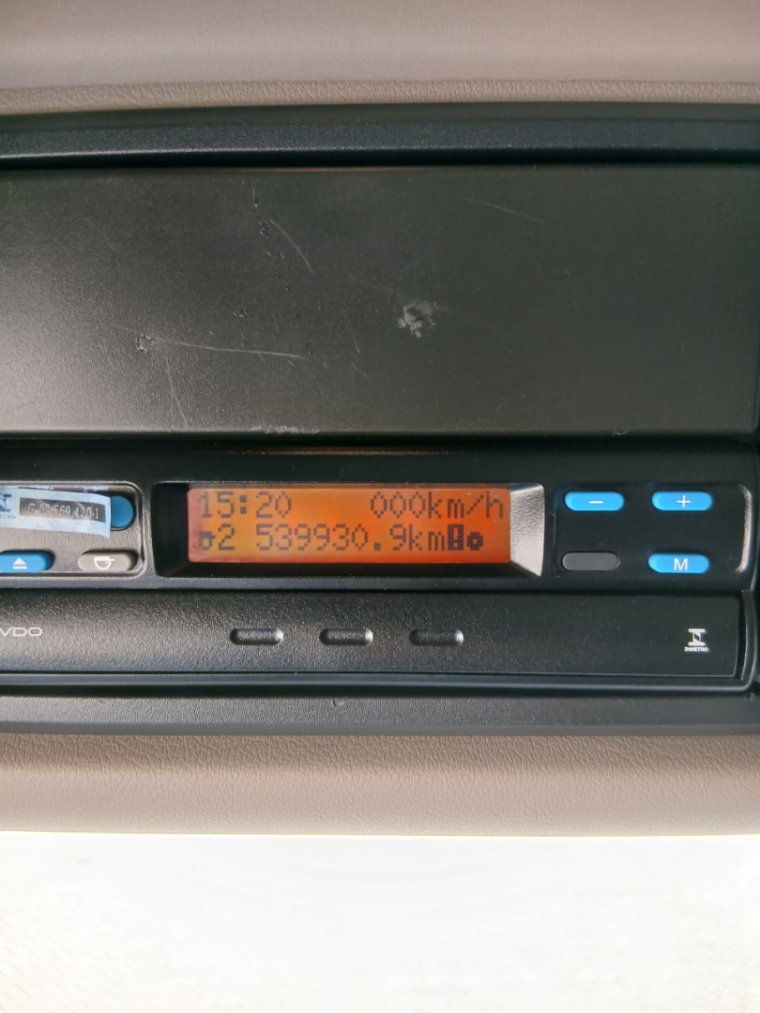 15:20 000km/h
2 539930.9km
- +
M
VDO
INMETRO